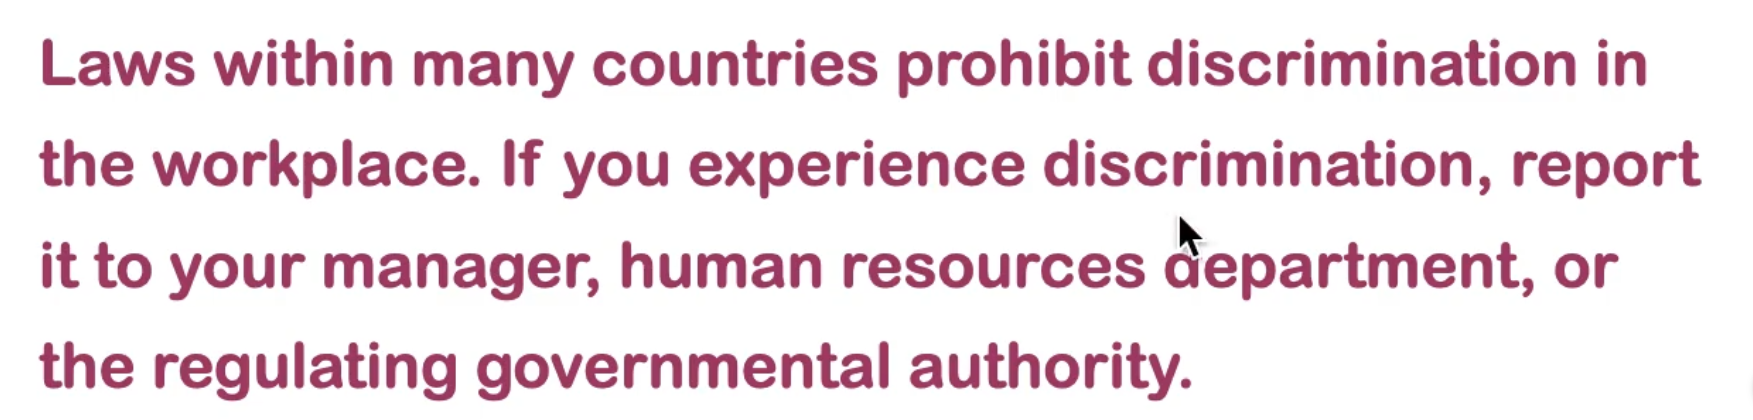 Laws within many countries prohibit discrimination in
the workplace. If you experience discrimination, report
it to your manager, human resources department, or
the regulating governmental authority.